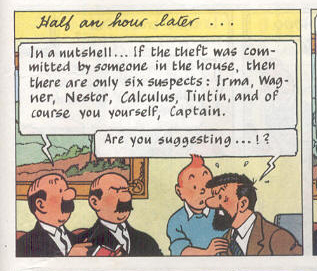 Half an hour later ...
In a nutshell... If the theft was com-
mitted by someone in the house, then
there are only six suspects: Irma, Wag-
ner, Nestor, Calculus, Tintin, and of
course you yourself, Captain.
Are you suggesting ... !?